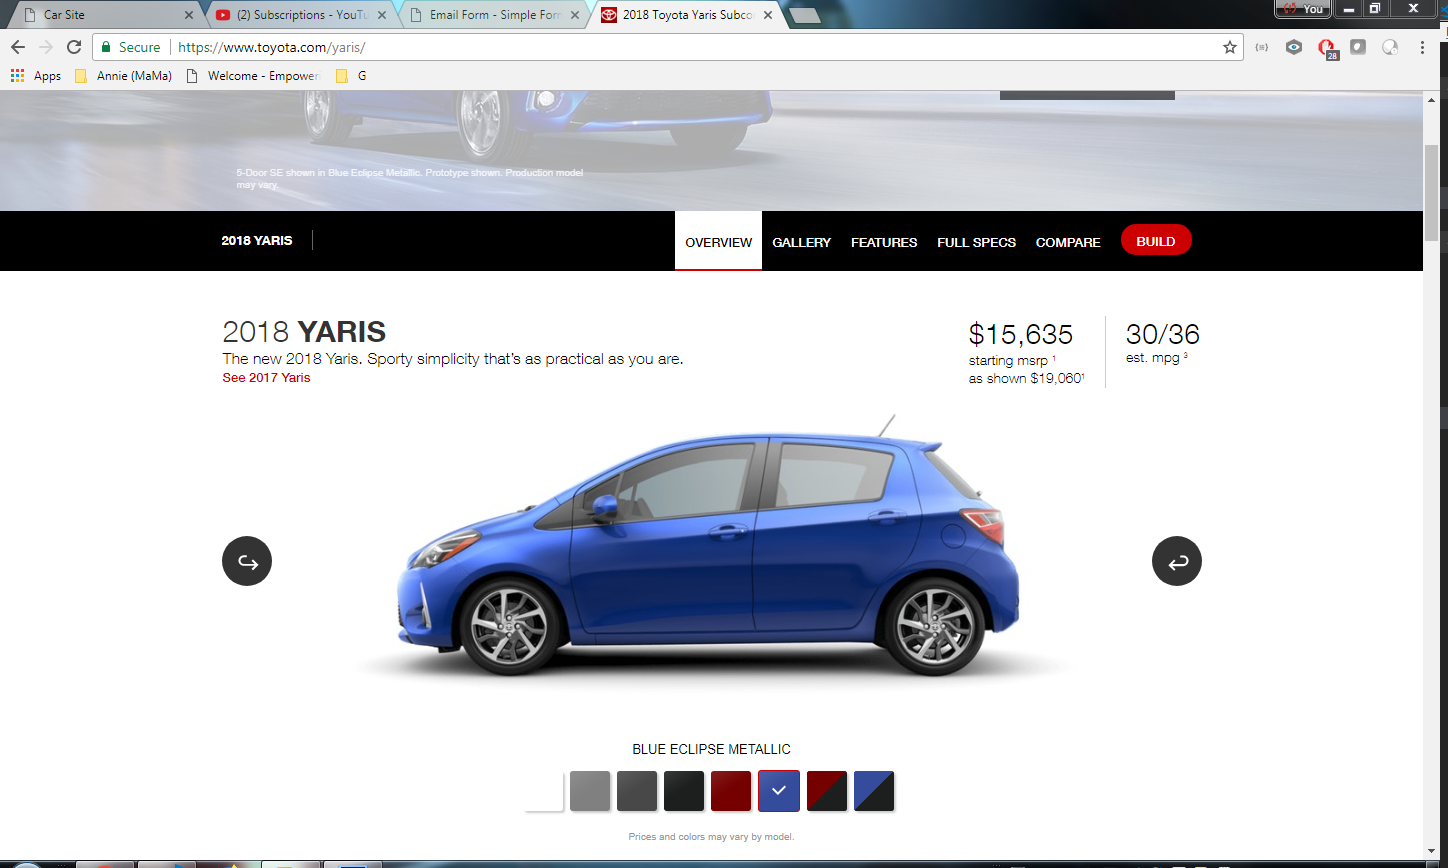 Car Site
(2) Subscriptions - YouTu
Email Form - Simple Form
2018 Toyota Yaris Subco
You
Secure
https://www.toyota.com/yaris/
28
Apps
Annie (MaMa)
Welcome - Empower
G
5-Door SE shown in Blue Eclipse Metallic. Prototype shown. Production model
may vary.
2018 YARIS
OVERVIEW
GALLERY
FEATURES
FULL SPECS
COMPARE
BUILD
2018 YARIS
The new 2018 Yaris. Sporty simplicity that's as practical as you are.
See 2017 Yaris
$15,635
starting msrp 1
as shown $19,0601
30/36
est. mpg 3
BLUE ECLIPSE METALLIC
Prices and colors may vary by model.